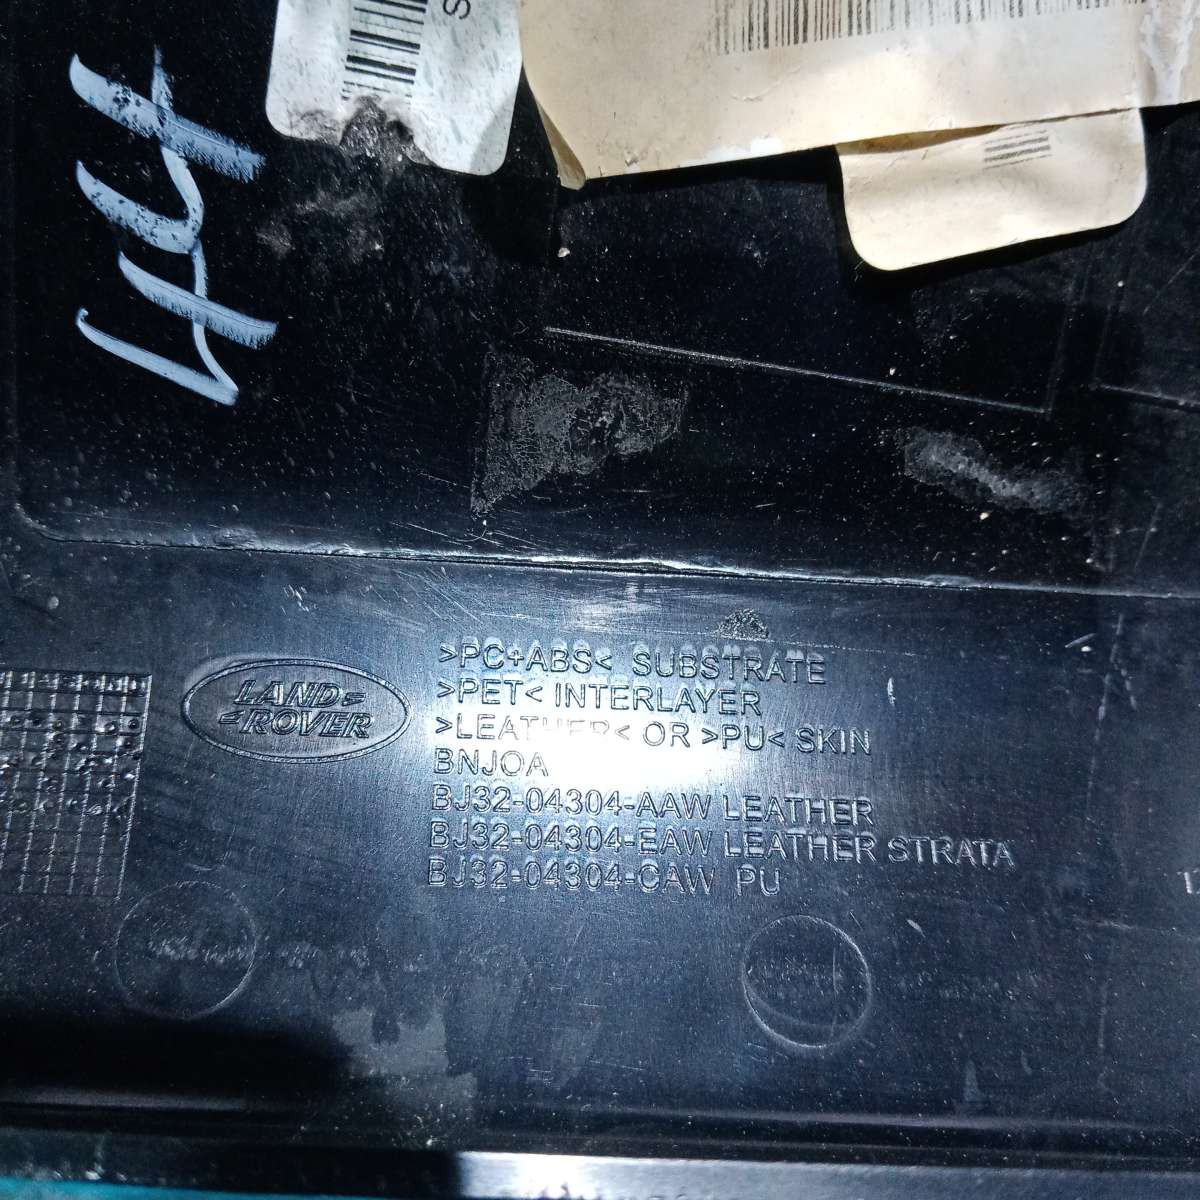 LAND
ROVER
>PC+ABS< SUBSTRATE
>PET< INTERLAYER
>LEATHER< OR >PU< SKIN
BNJOA
BJ32-04304-AAW LEATHER
BJ32-04304-EAW LEATHER STRATA
BJ32-04304-CAW PU